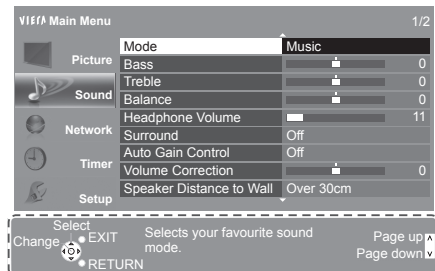 VIERA Main Menu 1/2
Picture
Sound
Network
Timer
Setup
Mode Music
Bass 0
Treble 0
Balance 0
Headphone Volume 11
Surround Off
Auto Gain Control Off
Volume Correction 0
Speaker Distance to Wall Over 30cm
Select
Change
EXIT
RETURN
Selects your favourite sound
mode.
Page up
Page down